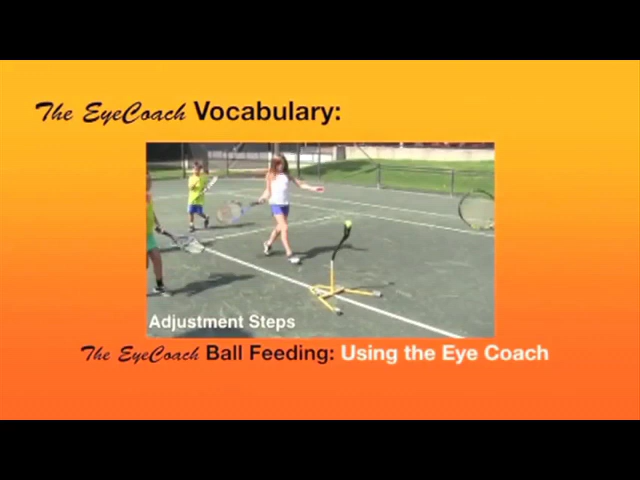 The EyeCoach Vocabulary:
Adjustment Steps
The EyeCoach Ball Feeding: Using the Eye Coach